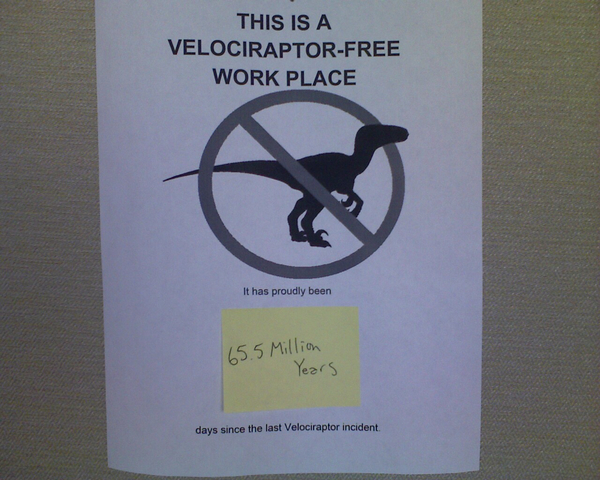 THIS IS A
VELOCIRAPTOR-FREE
WORK PLACE
It has proudly been
65.5 Million
Years
days since the last Velociraptor incident.